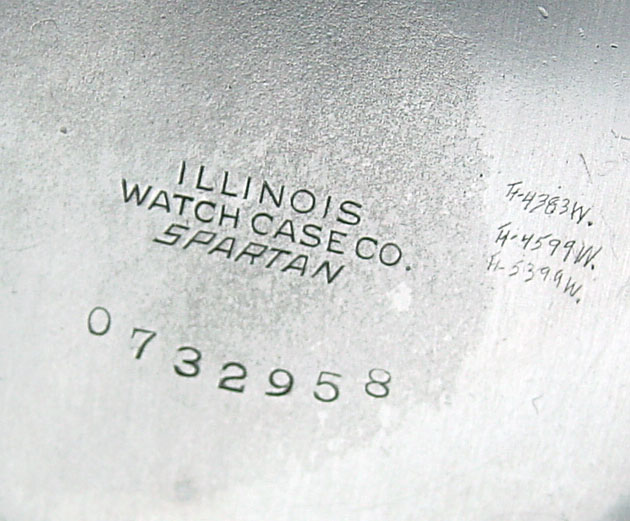 ILLINOIS
WATCH CASE CO.
SPARTAN
0732958
H-4383W.
H-4599W.
H-5399W.